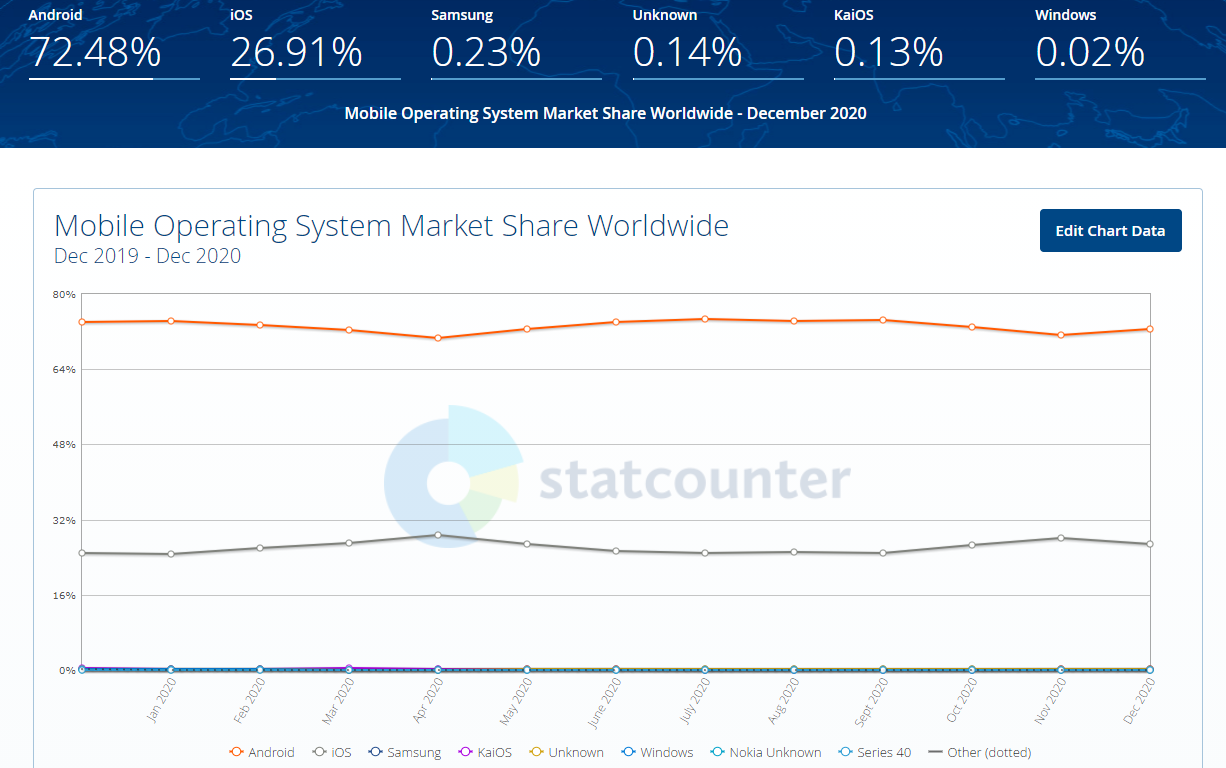 Android iOS Samsung Unknown KaiOS Windows
72.48% 26.91% 0.23% 0.14% 0.13% 0.02%
Mobile Operating System Market Share Worldwide - December 2020
Mobile Operating System Market Share Worldwide
Edit Chart Data
Dec 2019 - Dec 2020
80%
64%
48%
statcounter
32%
16%
0%
Jan 2020 Feb 2020 Mar 2020 Apr 2020 May 2020 June 2020 July 2020 Aug 2020 Sept 2020 Oct 2020 Nov 2020 Dec 2020
Android iOS Samsung KaiOS Unknown Windows Nokia Unknown Series 40 Other (dotted)